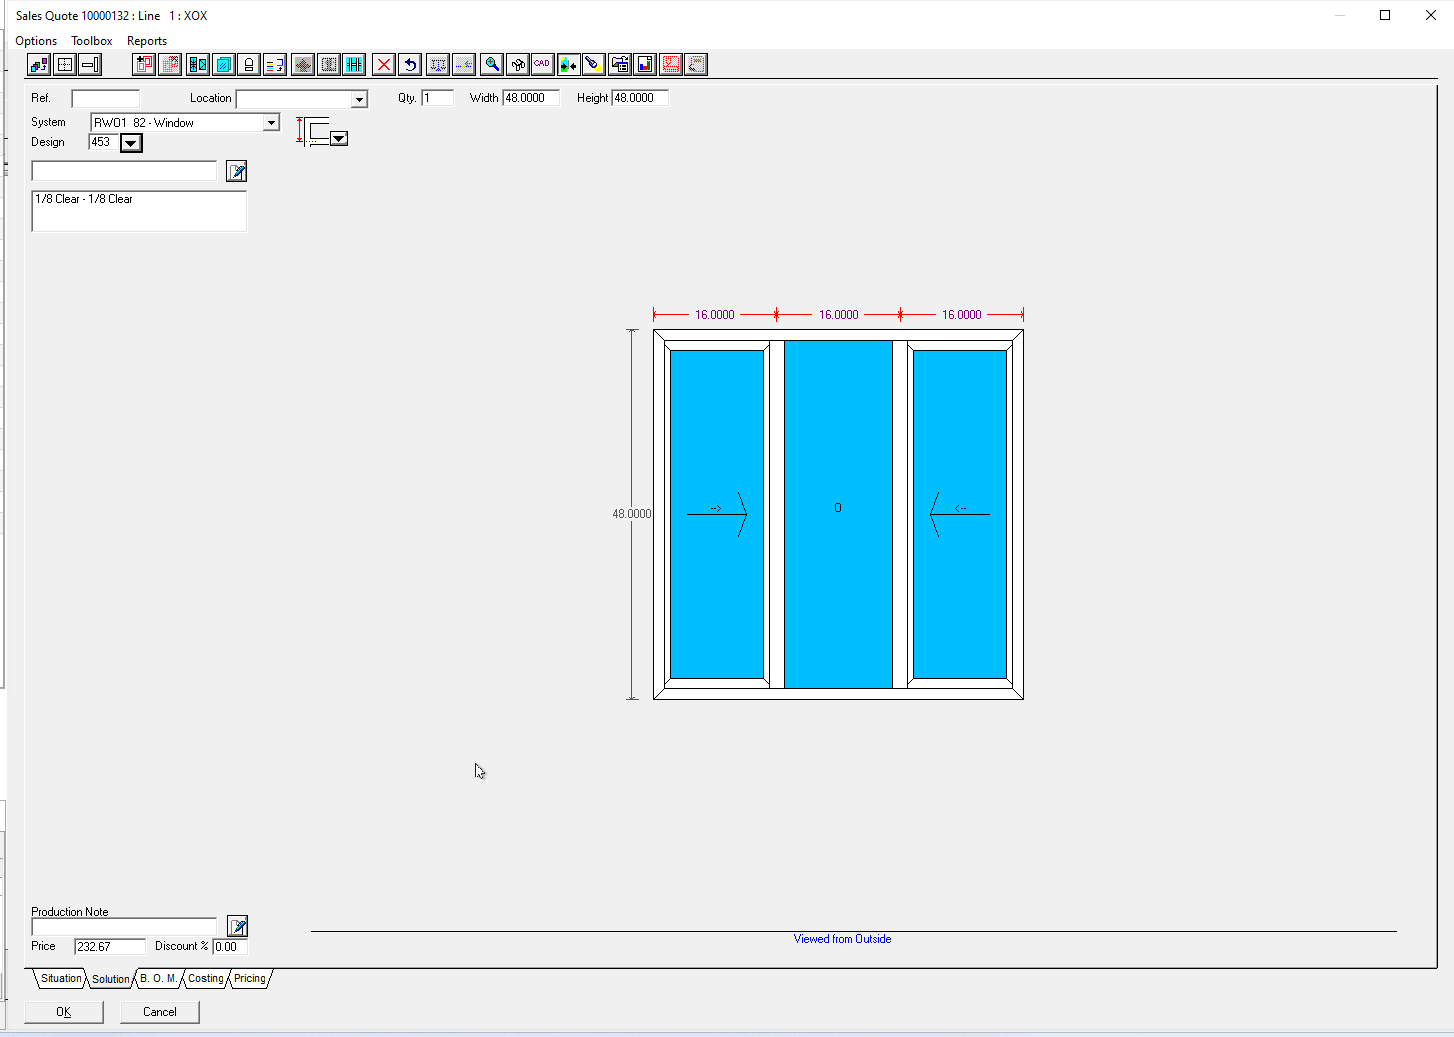 Sales Quote 10000132 : Line 1 : XOX
Options Toolbox Reports
CAD
Ref. Location Qty. 1 Width 48.0000 Height 48.0000
System RW01 82 - Window
Design 453
1/8 Clear - 1/8 Clear
16.0000 16.0000 16.0000
--> O <--
48.0000
Production Note
Price 232.67 Discount % 0.00
Viewed from Outside
Situation Solution B. O. M. Costing Pricing
OK Cancel